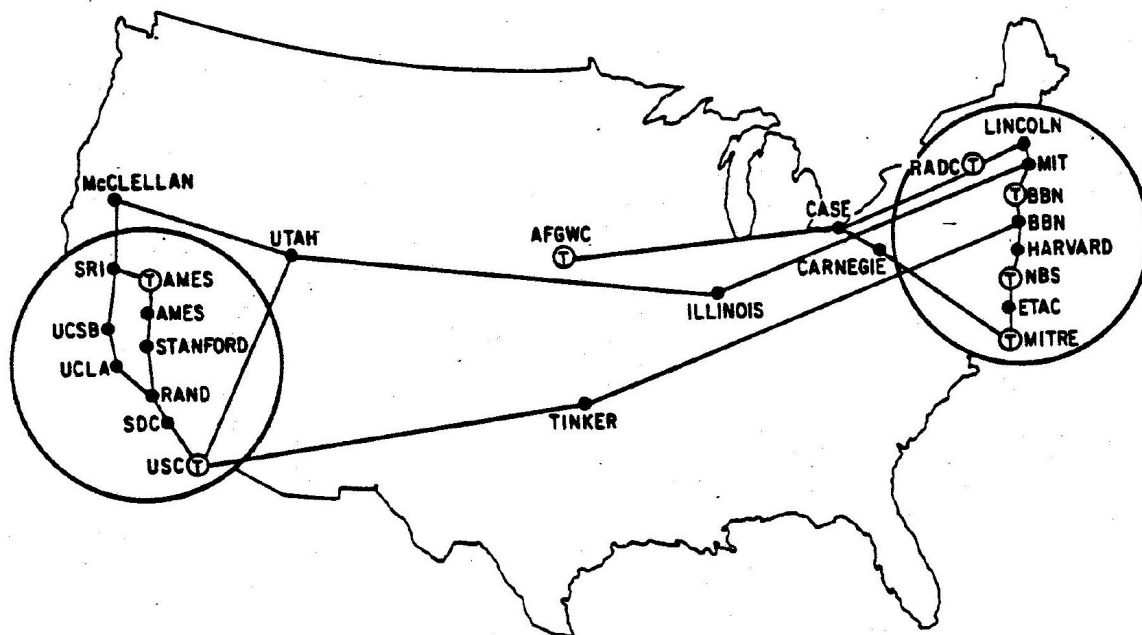 LINCOLN
RADC T
MIT
McCLELLAN
T BBN
CASE
BBN
UTAH
AFGWC
T
HARVARD
CARNEGIE
SRI
T AMES
T NBS
ILLINOIS
AMES
ETAC
UCSB
STANFORD
T MITRE
UCLA
RAND
TINKER
SDC
USC T